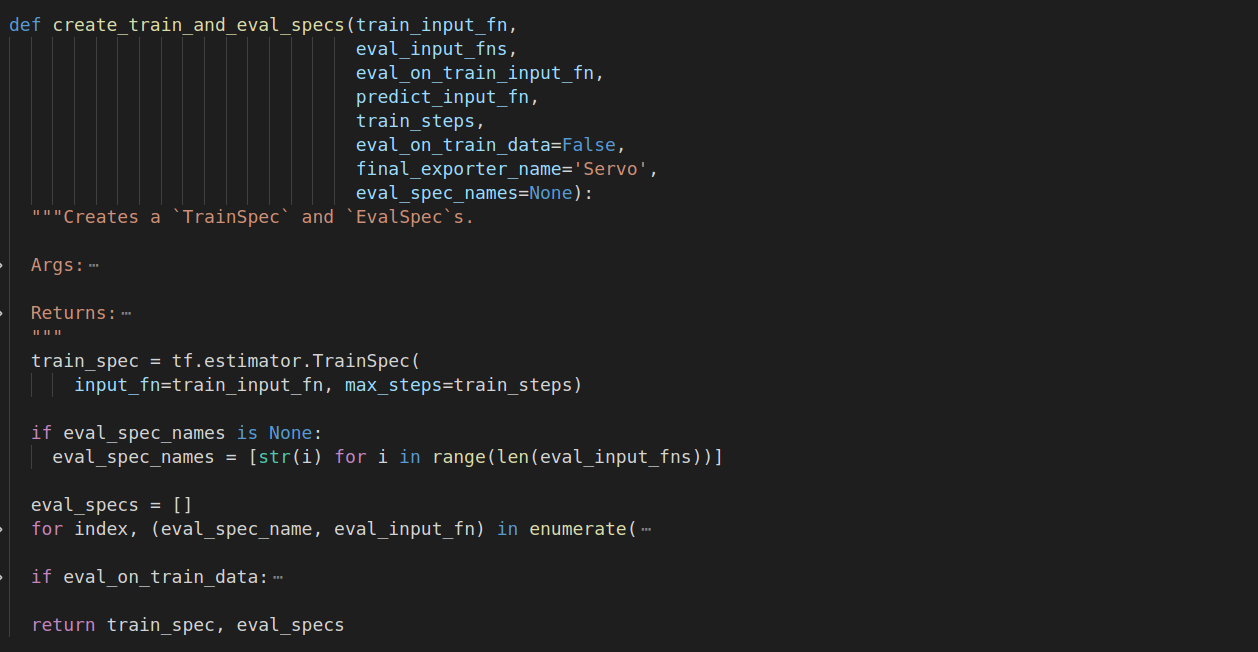 def create_train_and_eval_specs(train_input_fn,
                                eval_input_fns,
                                eval_on_train_input_fn,
                                predict_input_fn,
                                train_steps,
                                eval_on_train_data=False,
                                final_exporter_name='Servo',
                                eval_spec_names=None):
  """Creates a `TrainSpec` and `EvalSpec`s.
  Args:⋯
  Returns:⋯
  """
  train_spec = tf.estimator.TrainSpec(
      input_fn=train_input_fn, max_steps=train_steps)
  if eval_spec_names is None:
    eval_spec_names = [str(i) for i in range(len(eval_input_fns))]
  eval_specs = []
  for index, (eval_spec_name, eval_input_fn) in enumerate(⋯
  if eval_on_train_data:⋯
  return train_spec, eval_specs